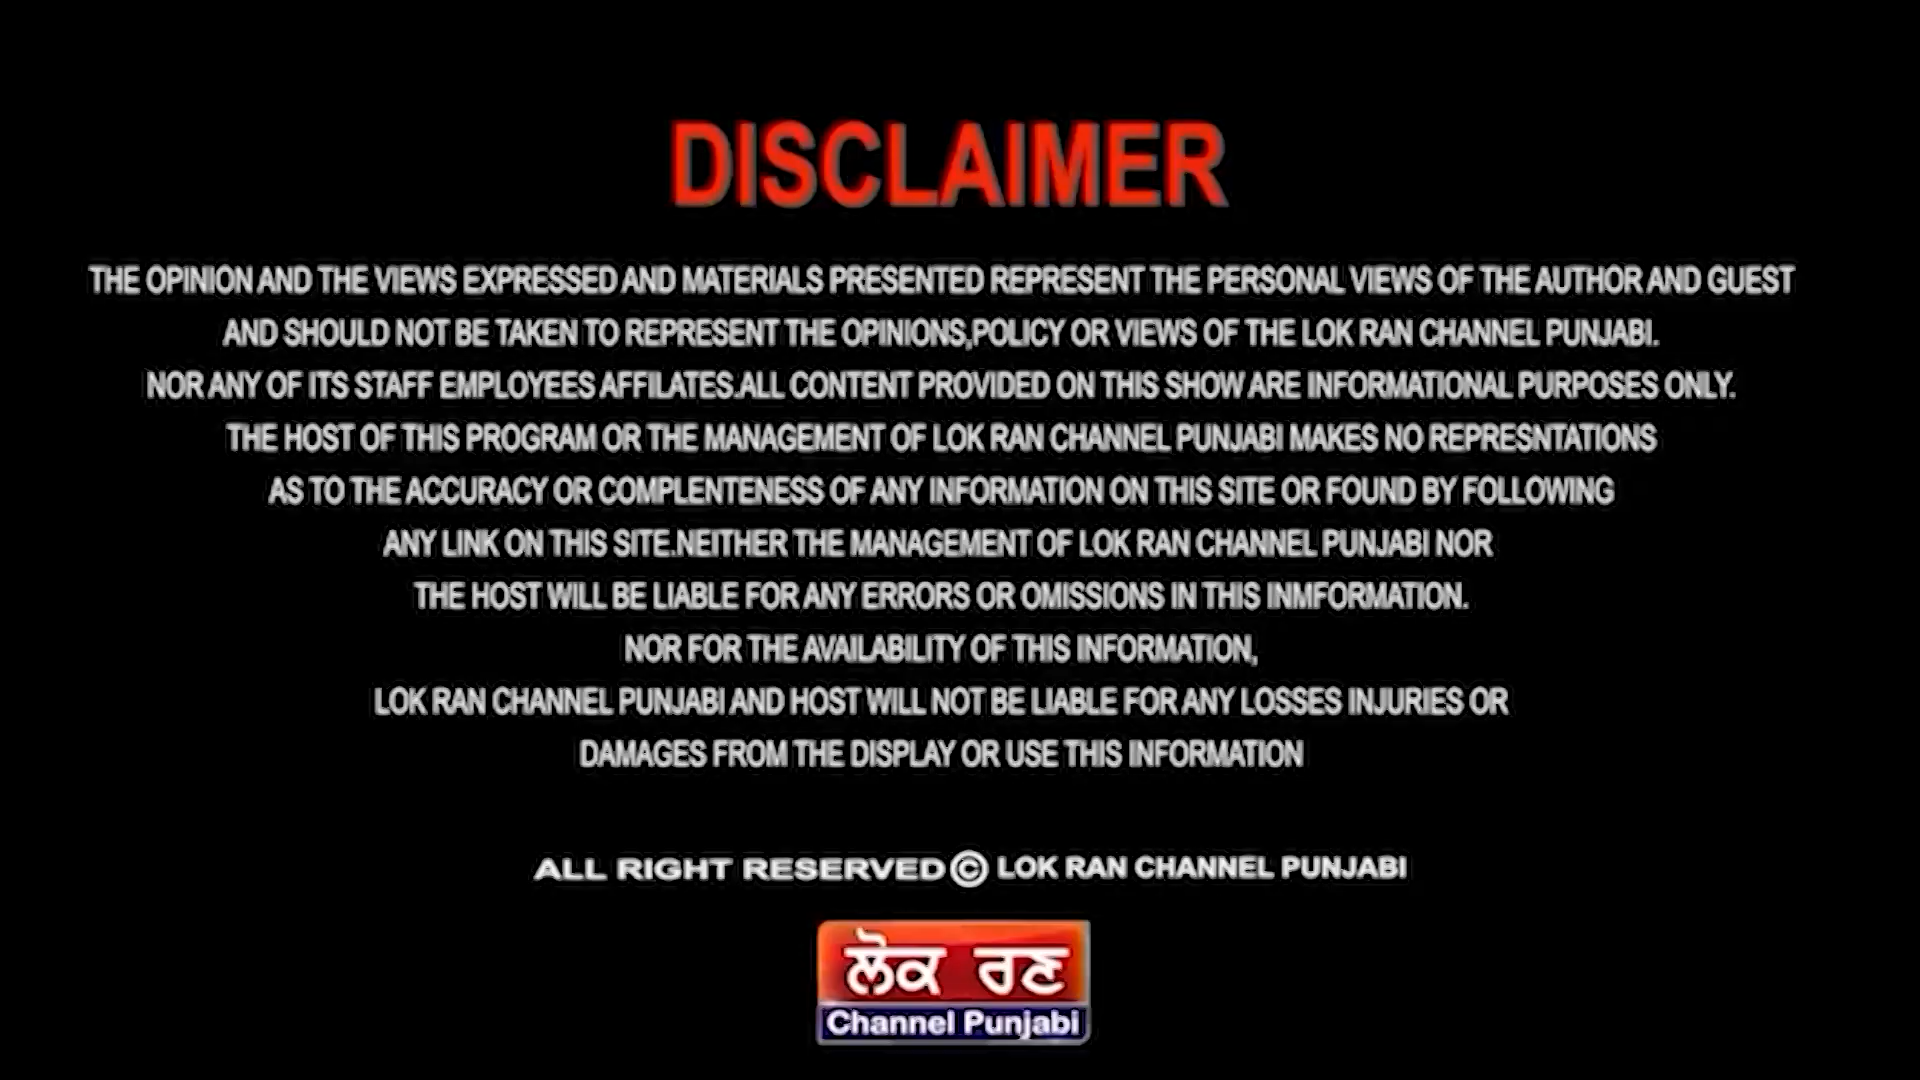 DISCLAIMER
THE OPINION AND THE VIEWS EXPRESSED AND MATERIALS PRESENTED REPRESENT THE PERSONAL VIEWS OF THE AUTHOR AND GUEST
AND SHOULD NOT BE TAKEN TO REPRESENT THE OPINIONS,POLICY OR VIEWS OF THE LOK RAN CHANNEL PUNJABI.
NOR ANY OF ITS STAFF EMPLOYEES AFFILATES.ALL CONTENT PROVIDED ON THIS SHOW ARE INFORMATIONAL PURPOSES ONLY.
THE HOST OF THIS PROGRAM OR THE MANAGEMENT OF LOK RAN CHANNEL PUNJABI MAKES NO REPRESNTATIONS
AS TO THE ACCURACY OR COMPLENTENESS OF ANY INFORMATION ON THIS SITE OR FOUND BY FOLLOWING
ANY LINK ON THIS SITE.NEITHER THE MANAGEMENT OF LOK RAN CHANNEL PUNJABI NOR
THE HOST WILL BE LIABLE FOR ANY ERRORS OR OMISSIONS IN THIS INMFORMATION.
NOR FOR THE AVAILABILITY OF THIS INFORMATION,
LOK RAN CHANNEL PUNJABI AND HOST WILL NOT BE LIABLE FOR ANY LOSSES INJURIES OR
DAMAGES FROM THE DISPLAY OR USE THIS INFORMATION
ALL RIGHT RESERVED © LOK RAN CHANNEL PUNJABI
ਲੋਕ ਰਣ
Channel Punjabi